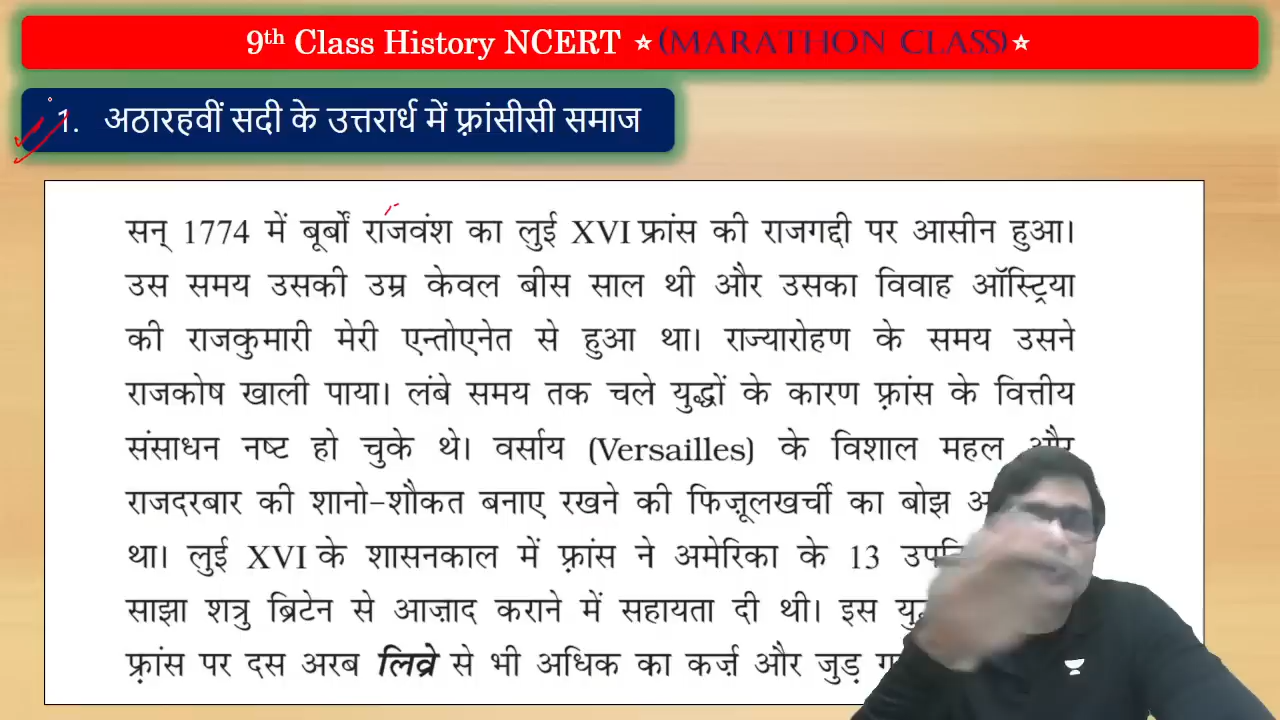 9th Class History NCERT ☆(MARATHON CLASS)☆
1. अठारहवीं सदी के उत्तरार्ध में फ़्रांसीसी समाज
सन् 1774 में बूर्बों राजवंश का लुई XVI फ्रांस की राजगद्दी पर आसीन हुआ।
उस समय उसकी उम्र केवल बीस साल थी और उसका विवाह ऑस्ट्रिया
की राजकुमारी मेरी एन्तोएनेत से हुआ था। राज्यारोहण के समय उसने
राजकोष खाली पाया। लंबे समय तक चले युद्धों के कारण फ़्रांस के वित्तीय
संसाधन नष्ट हो चुके थे। वर्साय (Versailles) के विशाल महल और
राजदरबार की शानो-शौकत बनाए रखने की फिज़ूलखर्ची का बोझ
था। लुई XVI के शासनकाल में फ़्रांस ने अमेरिका के 13
साझा शत्रु ब्रिटेन से आज़ाद कराने में सहायता दी थी। इस
फ़्रांस पर दस अरब लिव्रे से भी अधिक का कर्ज़ और जुड़